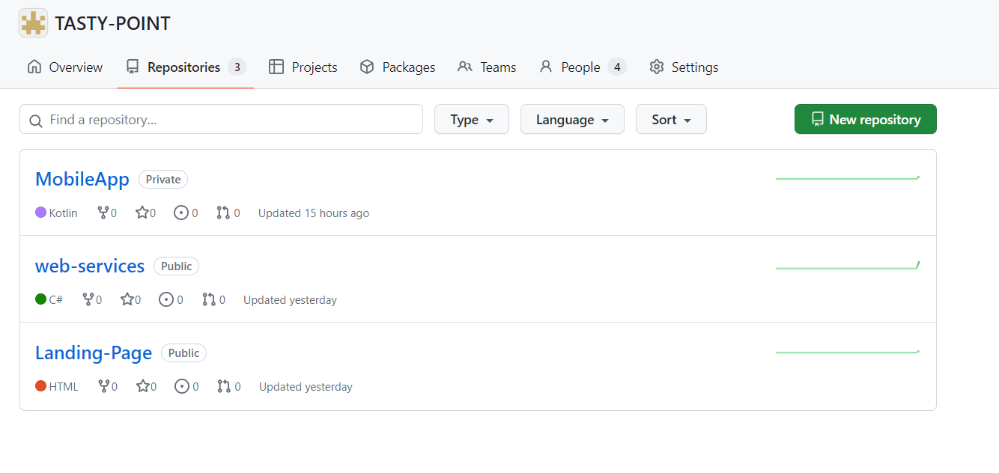 TASTY-POINT
Overview Repositories 3 Projects Packages Teams People 4 Settings
Find a repository... Type Language Sort New repository
MobileApp Private
Kotlin 0 0 0 0 Updated 15 hours ago
web-services Public
C# 0 0 0 0 Updated yesterday
Landing-Page Public
HTML 0 0 0 0 Updated yesterday